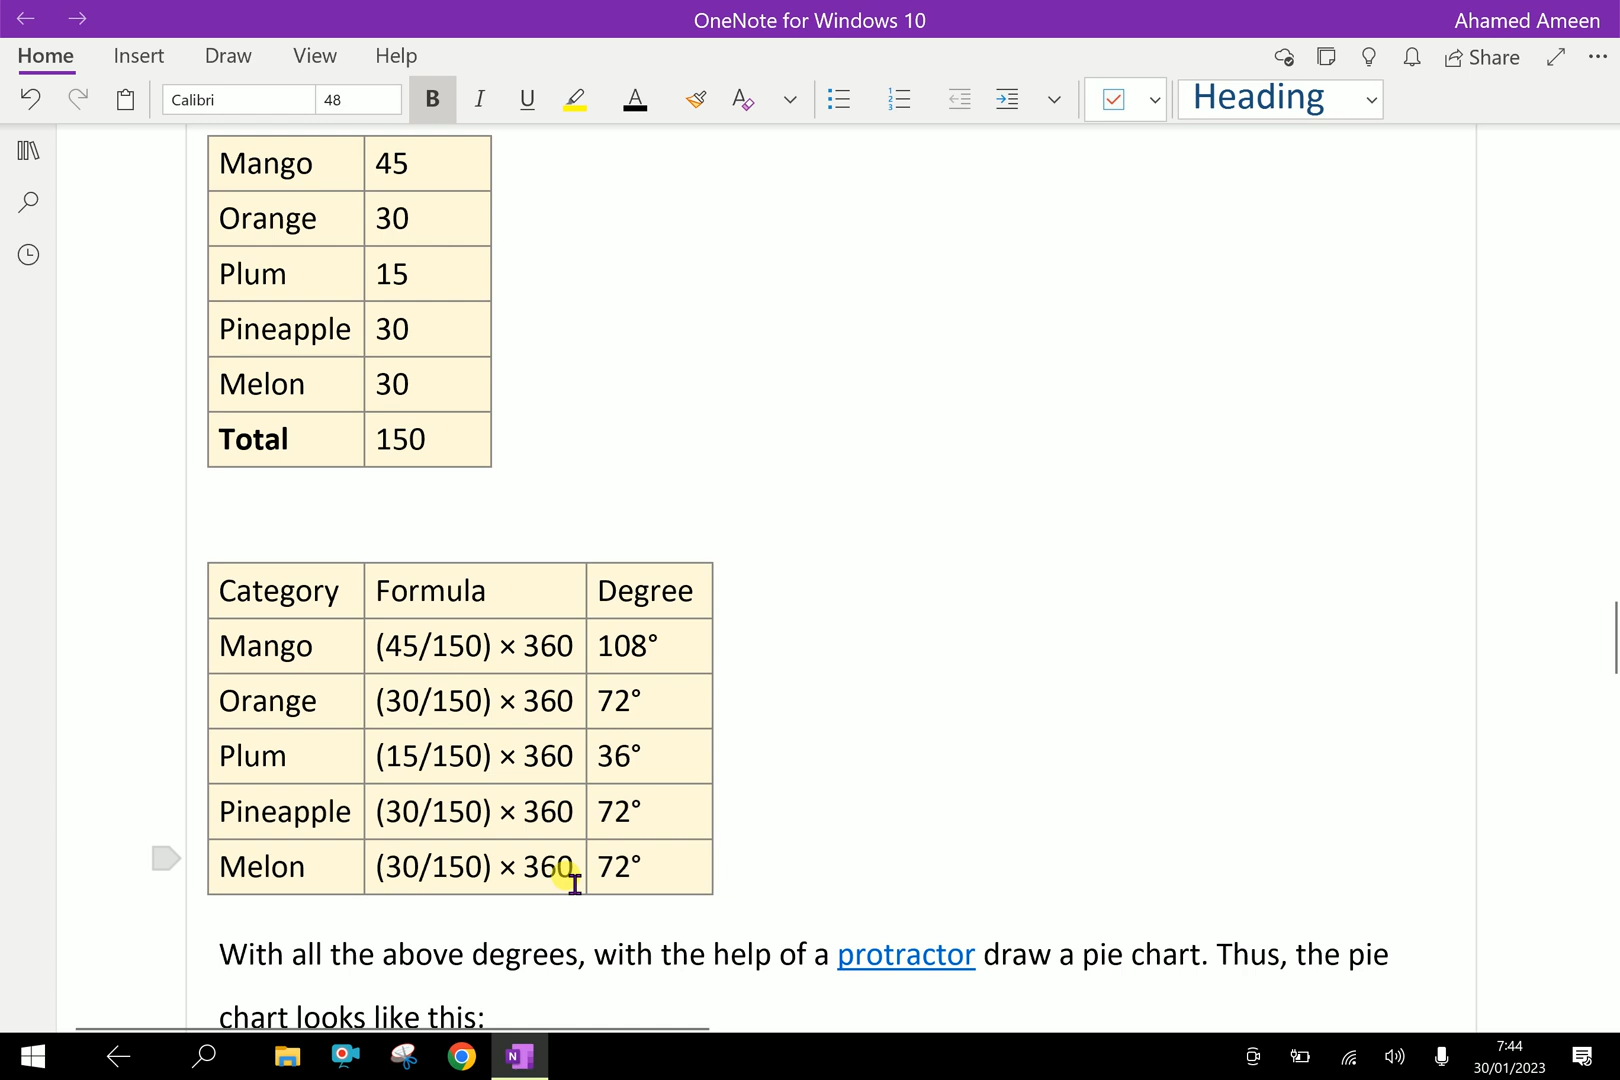 OneNote for Windows 10
Ahamed Ameen
Home Insert Draw View Help
Share
Calibri 48 B I U A A Heading
Mango 45
Orange 30
Plum 15
Pineapple 30
Melon 30
Total 150
Category Formula Degree
Mango (45/150) × 360 108°
Orange (30/150) × 360 72°
Plum (15/150) × 360 36°
Pineapple (30/150) × 360 72°
Melon (30/150) × 360 72°
With all the above degrees, with the help of a protractor draw a pie chart. Thus, the pie
chart looks like this:
7:44
30/01/2023